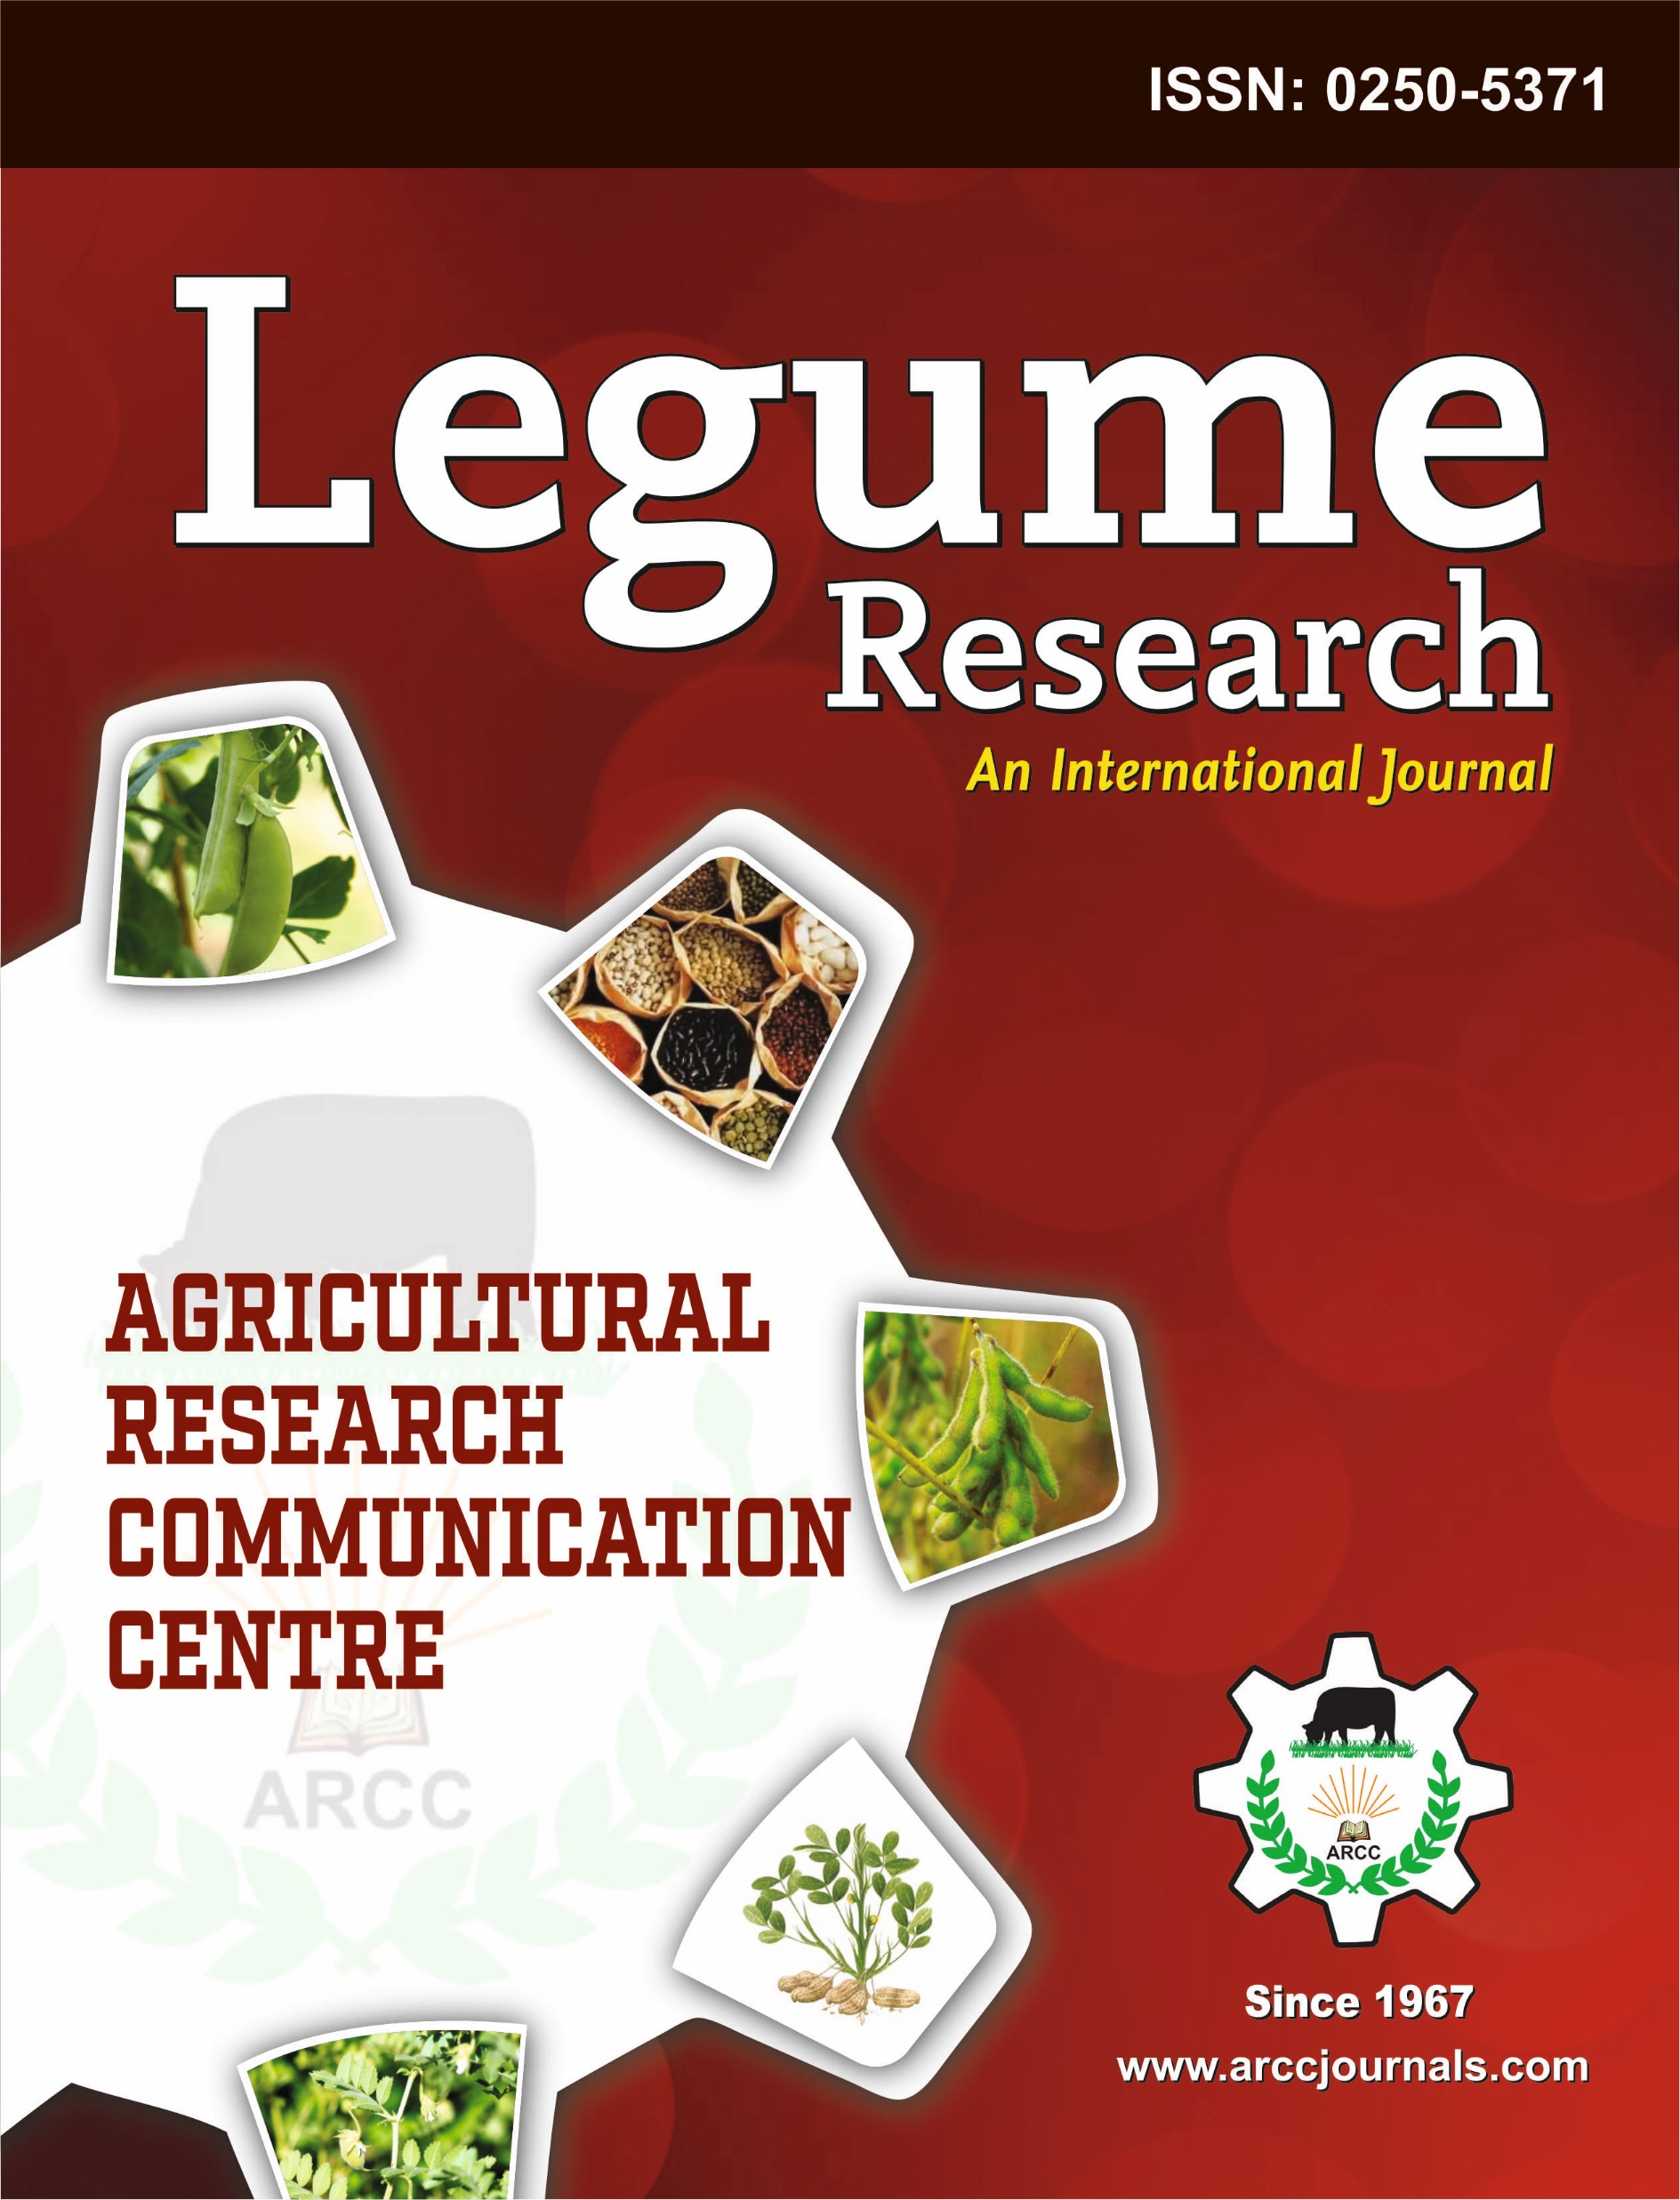 ISSN: 0250-5371
Legume
Research
An International Journal
AGRICULTURAL
RESEARCH
COMMUNICATION
CENTRE
ARCC
ARCC
Since 1967
www.arccjournals.com